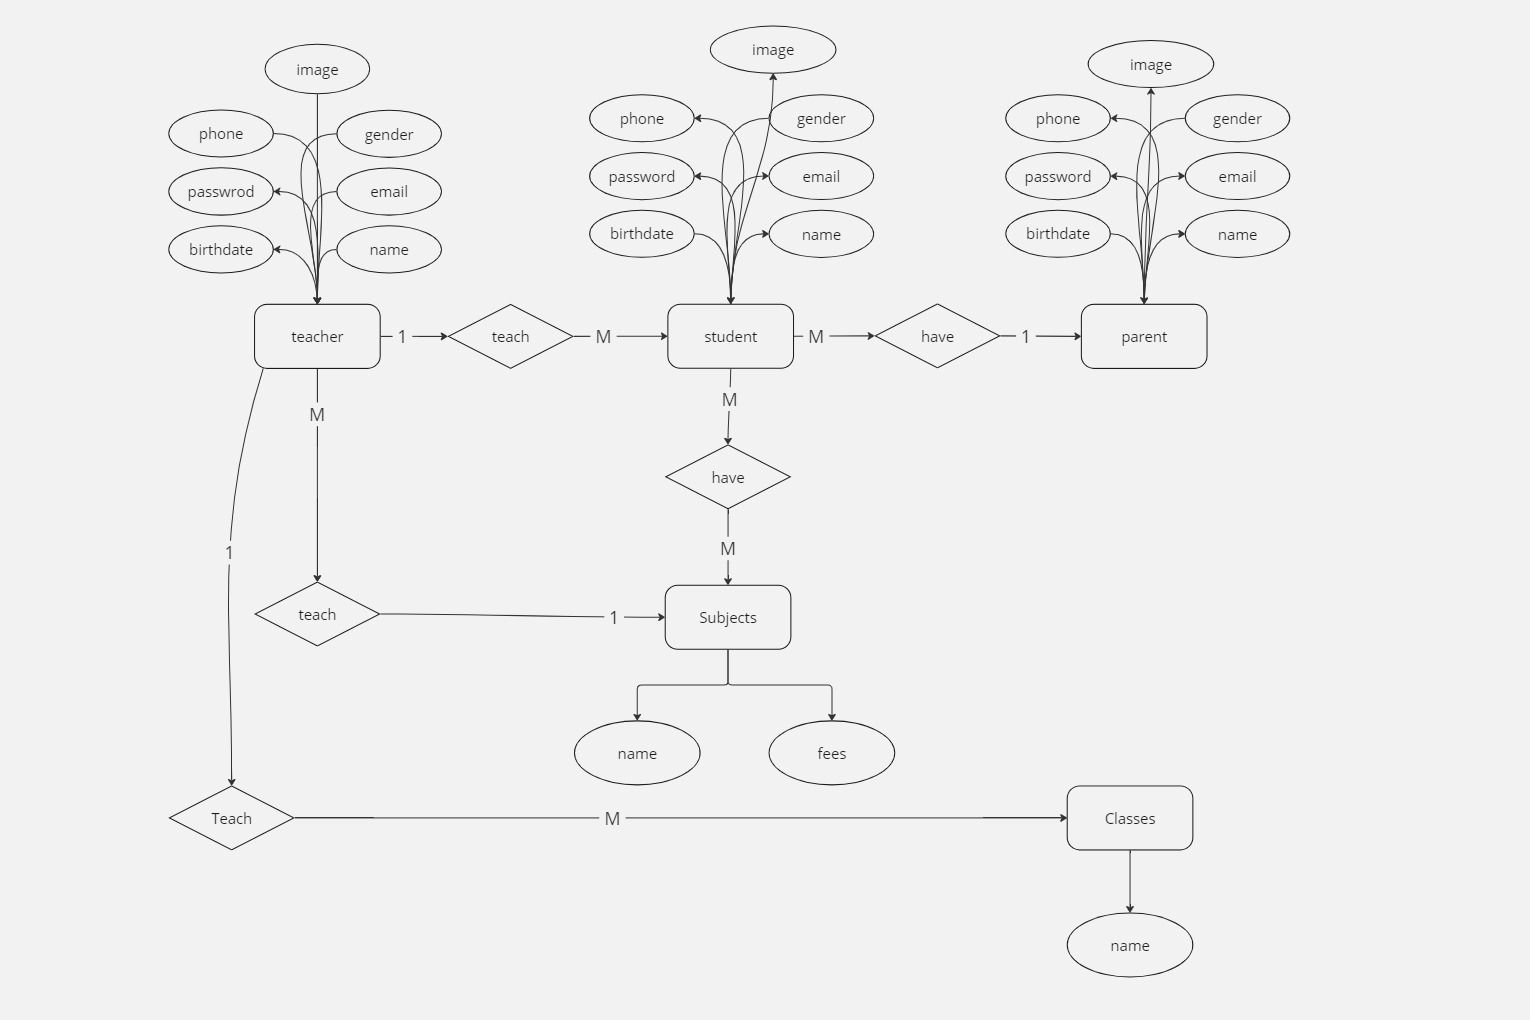 image
image
image
phone
gender
phone
gender
phone
gender
passwrod
email
password
email
password
email
birthdate
name
birthdate
name
birthdate
name
teacher
1
teach
M
student
M
have
1
parent
M
M
have
1
M
teach
1
Subjects
name
fees
Teach
M
Classes
name